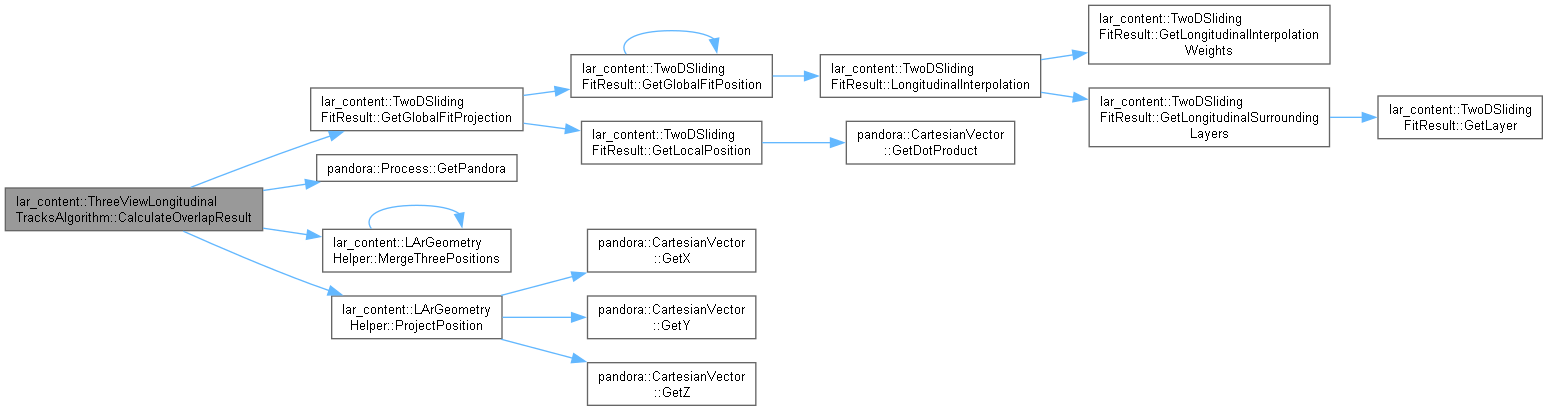 lar_content::ThreeViewLongitudinal
TracksAlgorithm::CalculateOverlapResult
lar_content::TwoDSliding
FitResult::GetGlobalFitProjection
lar_content::TwoDSliding
FitResult::GetGlobalFitPosition
lar_content::TwoDSliding
FitResult::LongitudinalInterpolation
lar_content::TwoDSliding
FitResult::GetLongitudinalInterpolation
Weights
lar_content::TwoDSliding
FitResult::GetLongitudinalSurrounding
Layers
lar_content::TwoDSliding
FitResult::GetLayer
lar_content::TwoDSliding
FitResult::GetLocalPosition
pandora::CartesianVector
::GetDotProduct
pandora::Process::GetPandora
lar_content::LArGeometry
Helper::MergeThreePositions
lar_content::LArGeometry
Helper::ProjectPosition
pandora::CartesianVector
::GetX
pandora::CartesianVector
::GetY
pandora::CartesianVector
::GetZ